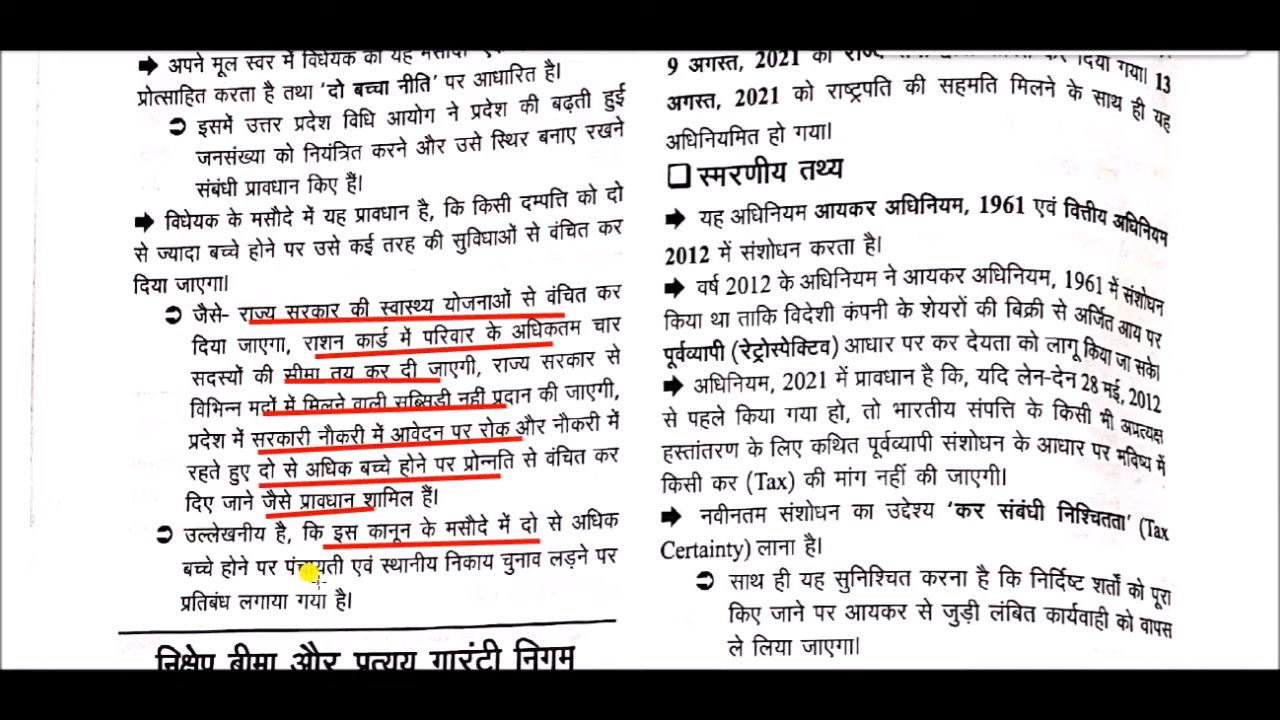 ➡ अपने मूल स्वर में विधेयक का यह मसौदा
प्रोत्साहित करता है तथा 'दो बच्चा नीति' पर आधारित है।
➲ इसमें उत्तर प्रदेश विधि आयोग ने प्रदेश की बढ़ती हुई
जनसंख्या को नियंत्रित करने और उसे स्थिर बनाए रखने
संबंधी प्रावधान किए हैं।
➡ विधेयक के मसौदे में यह प्रावधान है, कि किसी दम्पत्ति को दो
से ज्यादा बच्चे होने पर उसे कई तरह की सुविधाओं से वंचित कर
दिया जाएगा।
➲ जैसे- राज्य सरकार की स्वास्थ्य योजनाओं से वंचित कर
दिया जाएगा, राशन कार्ड में परिवार के अधिकतम चार
सदस्यों की सीमा तय कर दी जाएगी, राज्य सरकार से
विभिन्न मदों में मिलने वाली सब्सिडी नहीं प्रदान की जाएगी,
प्रदेश में सरकारी नौकरी में आवेदन पर रोक और नौकरी में
रहते हुए दो से अधिक बच्चे होने पर प्रोन्नति से वंचित कर
दिए जाने जैसे प्रावधान शामिल हैं।
➲ उल्लेखनीय है, कि इस कानून के मसौदे में दो से अधिक
बच्चे होने पर पंचायती एवं स्थानीय निकाय चुनाव लड़ने पर
प्रतिबंध लगाया गया है।
निक्षेप बीमा और प्रत्यय गारंटी निगम
9 अगस्त, 2021 को राज्य दिया गया। 13
अगस्त, 2021 को राष्ट्रपति की सहमति मिलने के साथ ही यह
अधिनियमित हो गया।
❑ स्मरणीय तथ्य
➡ यह अधिनियम आयकर अधिनियम, 1961 एवं वित्तीय अधिनियम
2012 में संशोधन करता है।
➡ वर्ष 2012 के अधिनियम ने आयकर अधिनियम, 1961 में संशोधन
किया था ताकि विदेशी कंपनी के शेयरों की बिक्री से अर्जित आय पर
पूर्वव्यापी (रेट्रोस्पेक्टिव) आधार पर कर देयता को लागू किया जा सके।
➡ अधिनियम, 2021 में प्रावधान है कि, यदि लेन-देन 28 मई, 2012
से पहले किया गया हो, तो भारतीय संपत्ति के किसी भी अप्रत्यक्ष
हस्तांतरण के लिए कथित पूर्वव्यापी संशोधन के आधार पर भविष्य में
किसी कर (Tax) की मांग नहीं की जाएगी।
➡ नवीनतम संशोधन का उद्देश्य 'कर संबंधी निश्चितता' (Tax
Certainty) लाना है।
➲ साथ ही यह सुनिश्चित करना है कि निर्दिष्ट शर्तों को पूरा
किए जाने पर आयकर से जुड़ी लंबित कार्यवाही को वापस
ले लिया जाएगा।